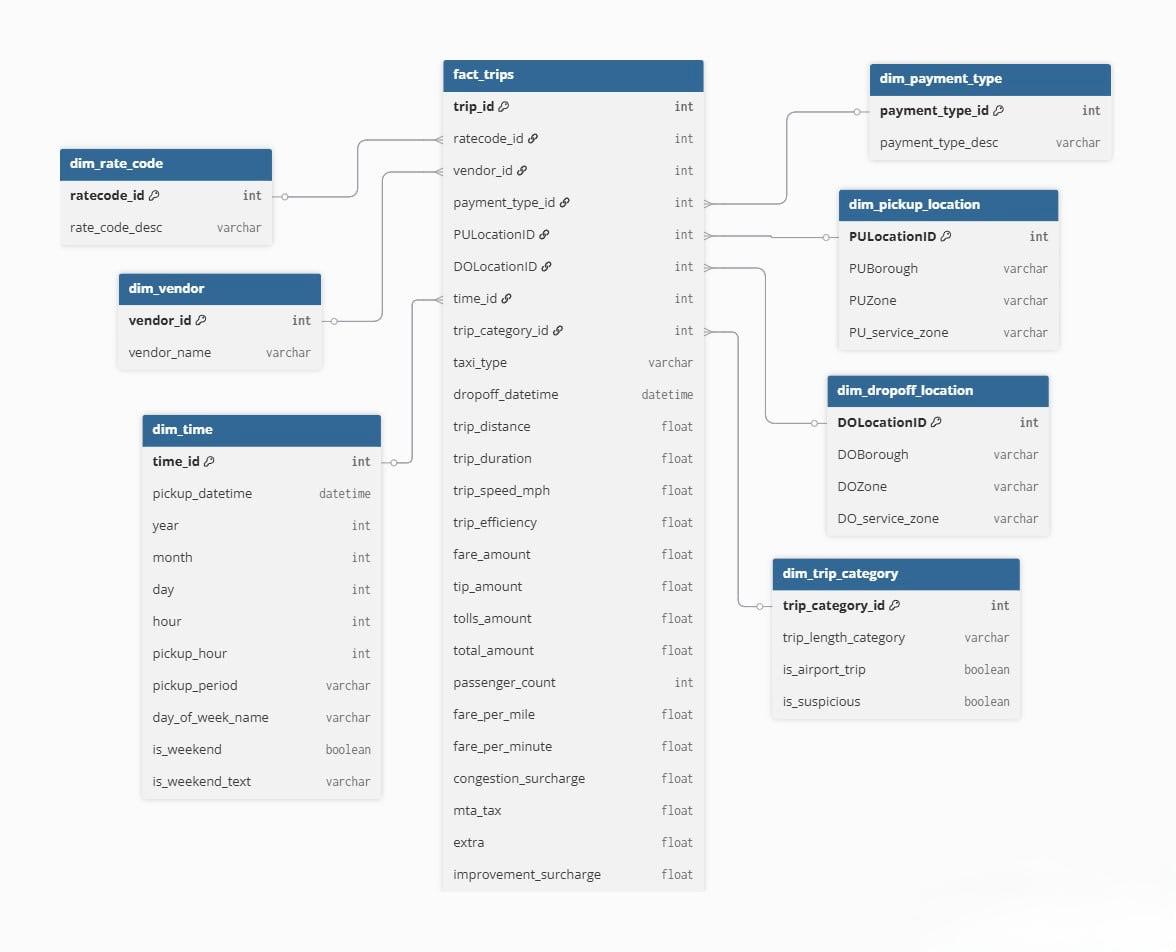 fact_trips
trip_id int
ratecode_id int
vendor_id int
payment_type_id int
PULocationID int
DOLocationID int
time_id int
trip_category_id int
taxi_type varchar
dropoff_datetime datetime
trip_distance float
trip_duration float
trip_speed_mph float
trip_efficiency float
fare_amount float
tip_amount float
tolls_amount float
total_amount float
passenger_count int
fare_per_mile float
fare_per_minute float
congestion_surcharge float
mta_tax float
extra float
improvement_surcharge float
dim_rate_code
ratecode_id int
rate_code_desc varchar
dim_vendor
vendor_id int
vendor_name varchar
dim_time
time_id int
pickup_datetime datetime
year int
month int
day int
hour int
pickup_hour int
pickup_period varchar
day_of_week_name varchar
is_weekend boolean
is_weekend_text varchar
dim_payment_type
payment_type_id int
payment_type_desc varchar
dim_pickup_location
PULocationID int
PUBorough varchar
PUZone varchar
PU_service_zone varchar
dim_dropoff_location
DOLocationID int
DOBorough varchar
DOZone varchar
DO_service_zone varchar
dim_trip_category
trip_category_id int
trip_length_category varchar
is_airport_trip boolean
is_suspicious boolean